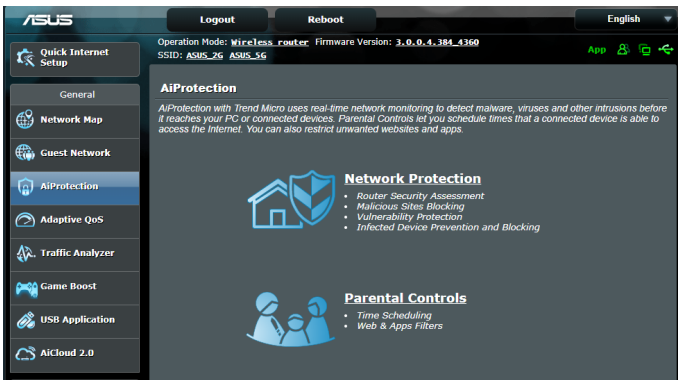 ASUS
Logout
Reboot
English
Quick Internet
Setup
Operation Mode: Wireless router Firmware Version: 3.0.0.4.384_4360
SSID: ASUS_2G ASUS_5G
App
General
Network Map
Guest Network
AiProtection
Adaptive QoS
Traffic Analyzer
Game Boost
USB Application
AiCloud 2.0
AiProtection
AiProtection with Trend Micro uses real-time network monitoring to detect malware, viruses and other intrusions before
it reaches your PC or connected devices. Parental Controls let you schedule times that a connected device is able to
access the Internet. You can also restrict unwanted websites and apps.
Network Protection
• Router Security Assessment
• Malicious Sites Blocking
• Vulnerability Protection
• Infected Device Prevention and Blocking
Parental Controls
• Time Scheduling
• Web & Apps Filters